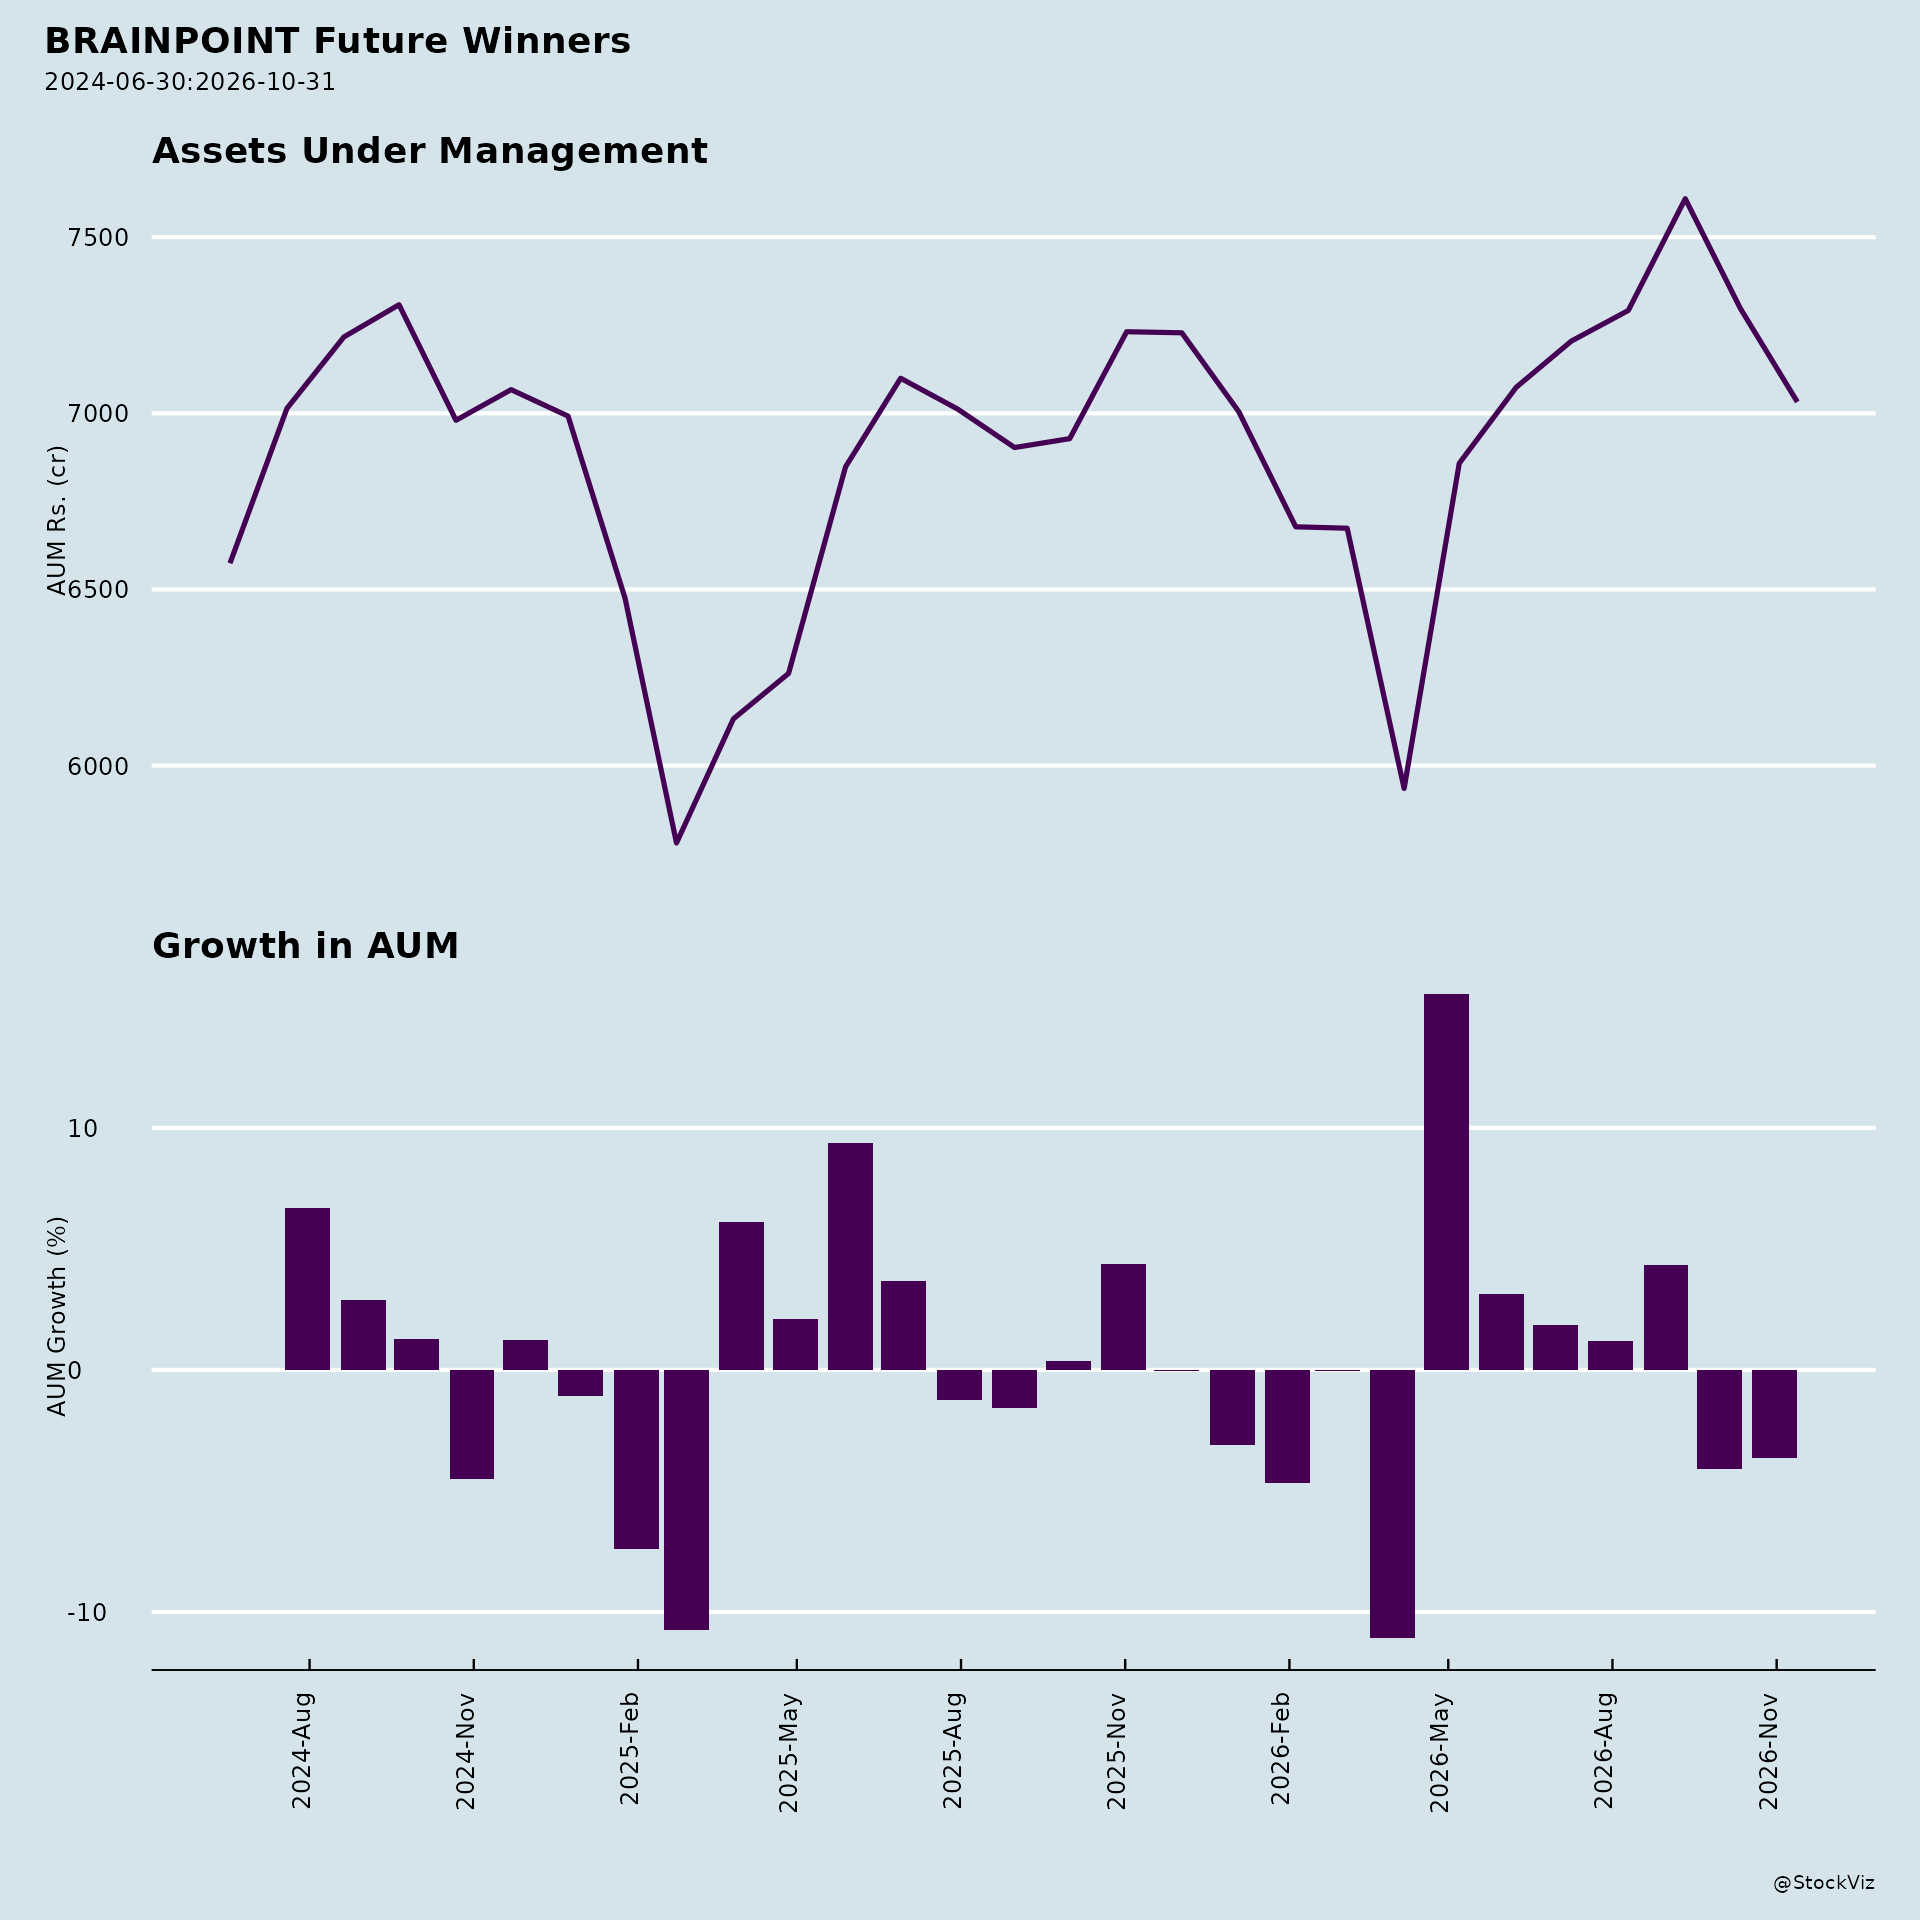 BRAINPOINT Future Winners
2024-06-30:2026-10-31
Assets Under Management
AUM Rs. (cr)
7500
7000
6500
6000
Growth in AUM
AUM Growth (%)
10
0
-10
2024-Aug
2024-Nov
2025-Feb
2025-May
2025-Aug
2025-Nov
2026-Feb
2026-May
2026-Aug
2026-Nov
@StockViz